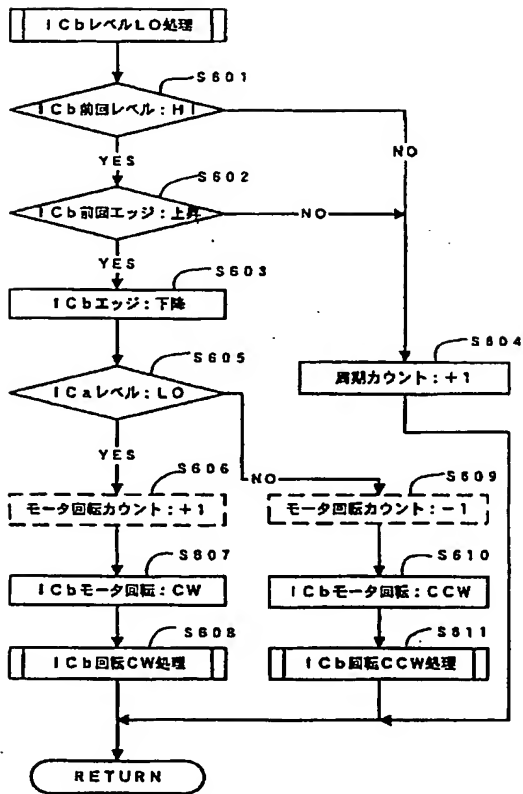 ICbレベルLO処理
S601
ICb前回レベル:HI
YES
NO
S602
ICb前回エッジ:上昇
NO
YES
S603
ICbエッジ:下降
S604
周期カウント:+1
S605
ICaレベル:LO
YES
NO
S606
モータ回転カウント:+1
S609
モータ回転カウント:-1
S607
ICbモータ回転:CW
S610
ICbモータ回転:CCW
S608
ICb回転CW処理
S611
ICb回転CCW処理
RETURN